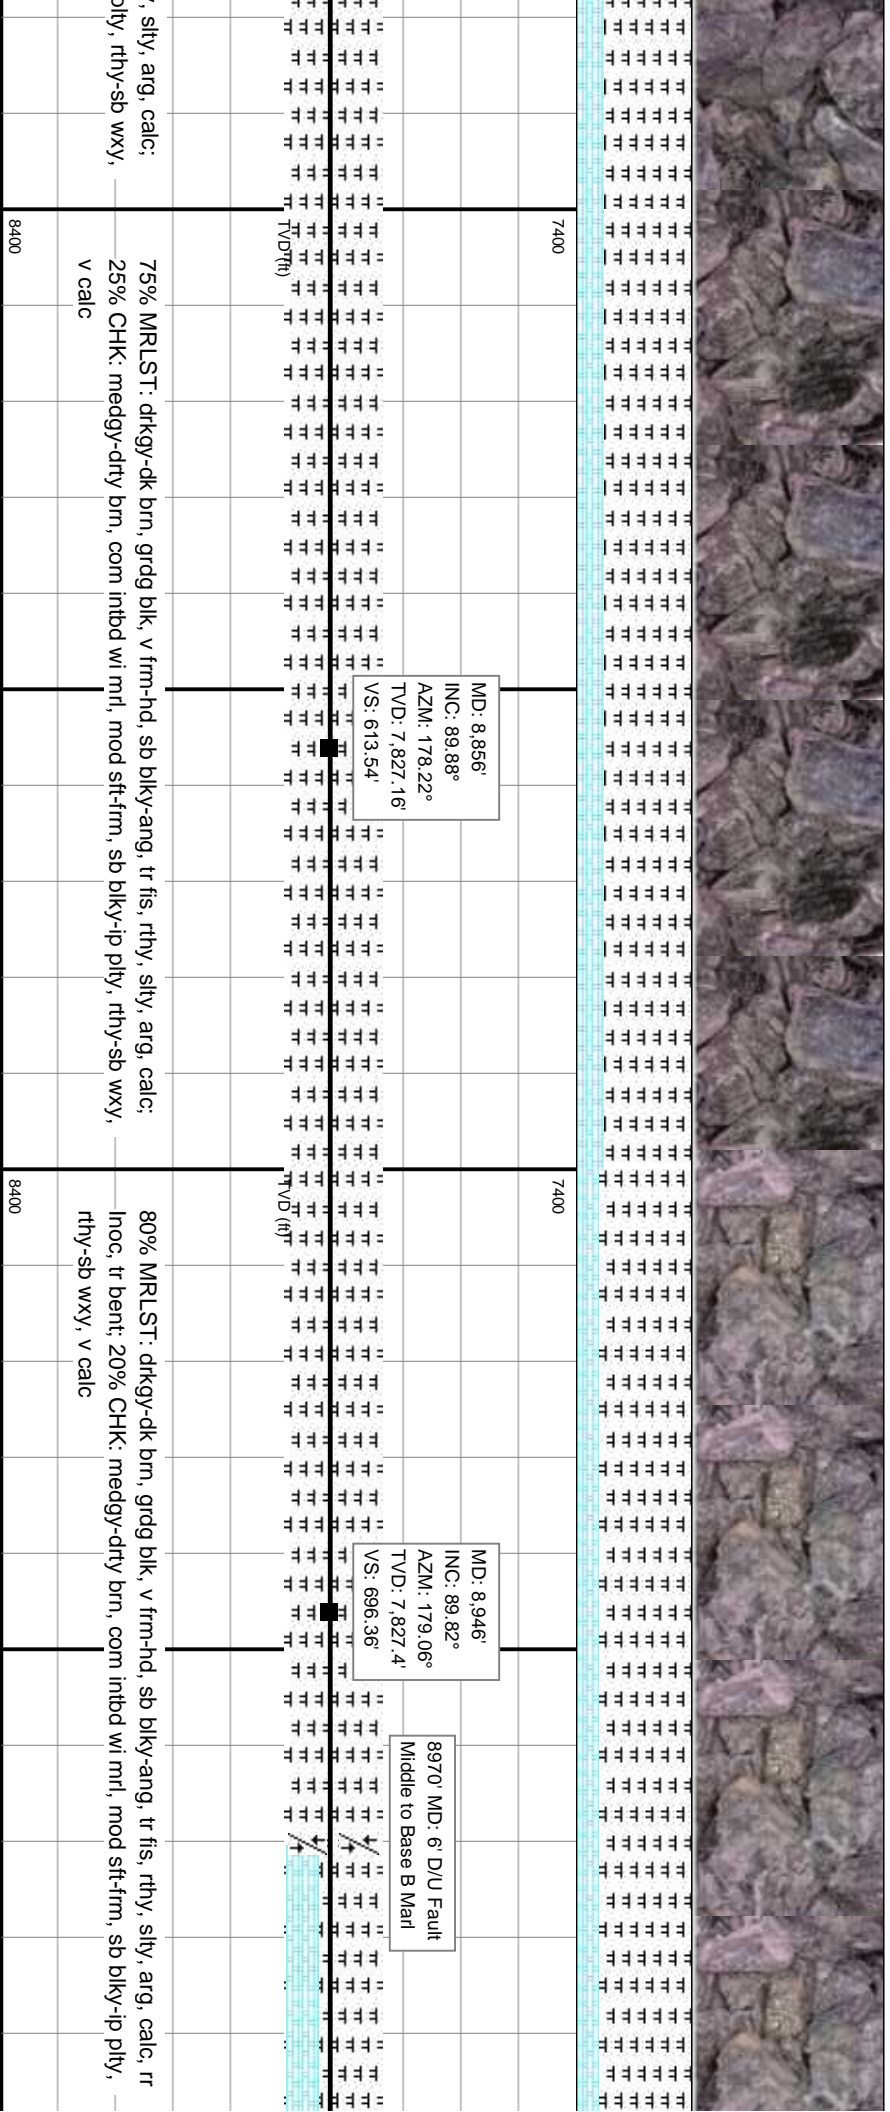 , slty, arg, calc;
plty, rthy-sb wxy,
7400
TVD (ft)
8400
75% MRLST: drkgy-dk brn, grdg blk, v frm-hd, sb blky-ang, tr fis, rthy, slty, arg, calc;
25% CHK: medgy-drty brn, com intbd wi mrl, mod sft-frm, sb blky-ip plty, rthy-sb wxy,
v calc
MD: 8,856'
INC: 89.88°
AZM: 178.22°
TVD: 7,827.16'
VS: 613.54'
7400
TVD (ft)
8400
80% MRLST: drkgy-dk brn, grdg blk, v frm-hd, sb blky-ang, tr fis, rthy, slty, arg, calc, rr
Inoc, tr bent; 20% CHK: medgy-drty brn, com intbd wi mrl, mod sft-frm, sb blky-ip plty,
rthy-sb wxy, v calc
MD: 8,946'
INC: 89.82°
AZM: 179.06°
TVD: 7,827.4'
VS: 696.36'
8970' MD: 6' D/U Fault
Middle to Base B Marl